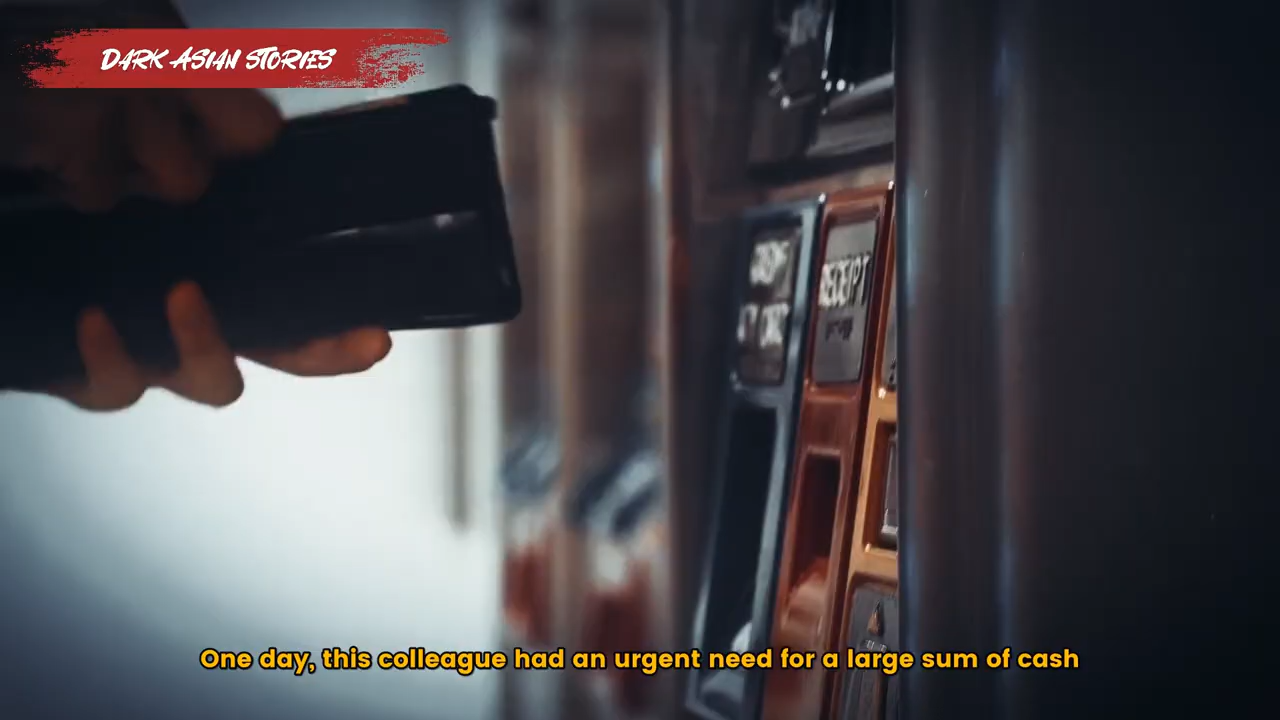 DARK ASIAN STORIES
RECEIPT
One day, this colleague had an urgent need for a large sum of cash